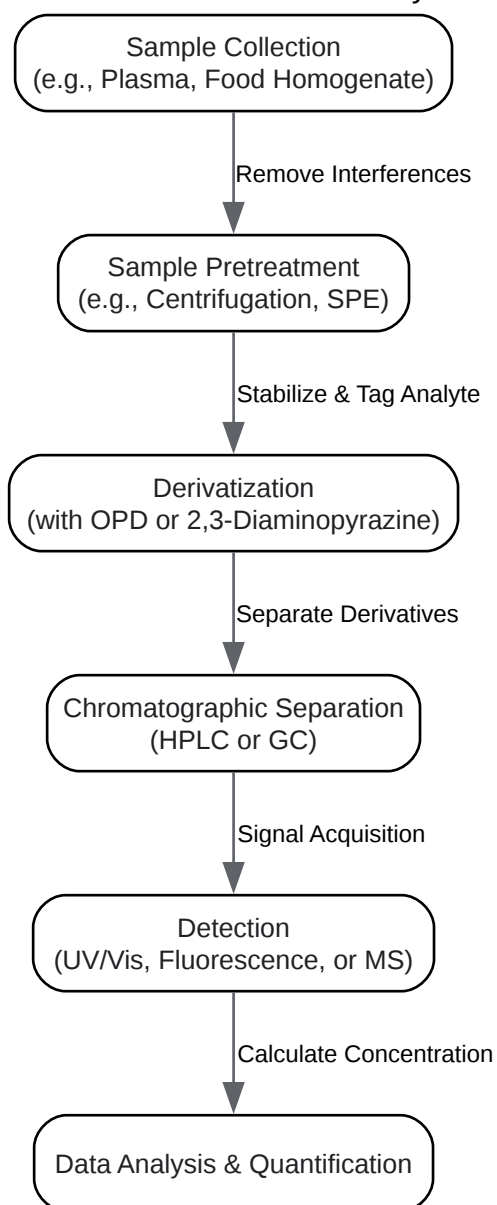 Sample Collection
(e.g., Plasma, Food Homogenate)
Remove Interferences
Sample Pretreatment
(e.g., Centrifugation, SPE)
Stabilize & Tag Analyte
Derivatization
(with OPD or 2,3-Diaminopyrazine)
Separate Derivatives
Chromatographic Separation
(HPLC or GC)
Signal Acquisition
Detection
(UV/Vis, Fluorescence, or MS)
Calculate Concentration
Data Analysis & Quantification